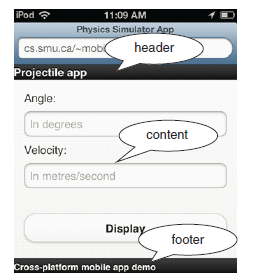 iPod 11:09 AM
Physics Simulator App
cs.smu.ca/~mobi
header
Projectile app
Angle:
In degrees
content
Velocity:
In metres/second
Display
footer
Cross-platform mobile app demo